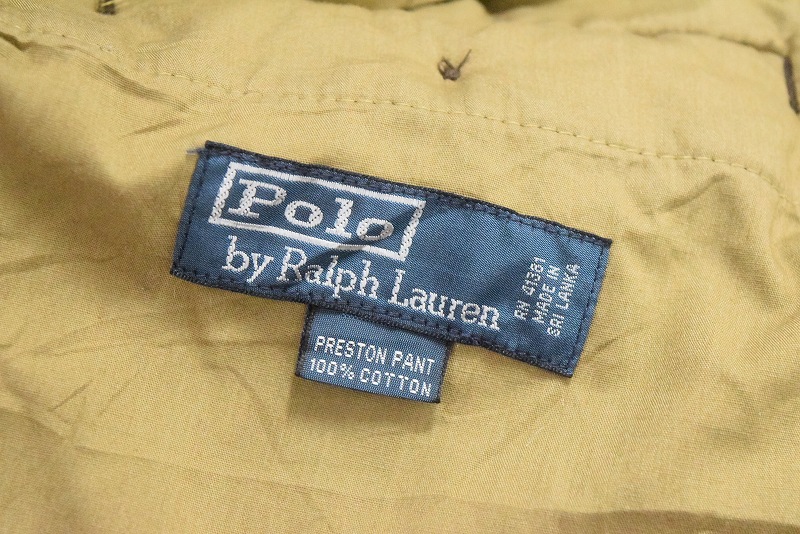 Polo
by Ralph Lauren
RN 41381
MADE IN
SRI LANKA
PRESTON PANT
100% COTTON